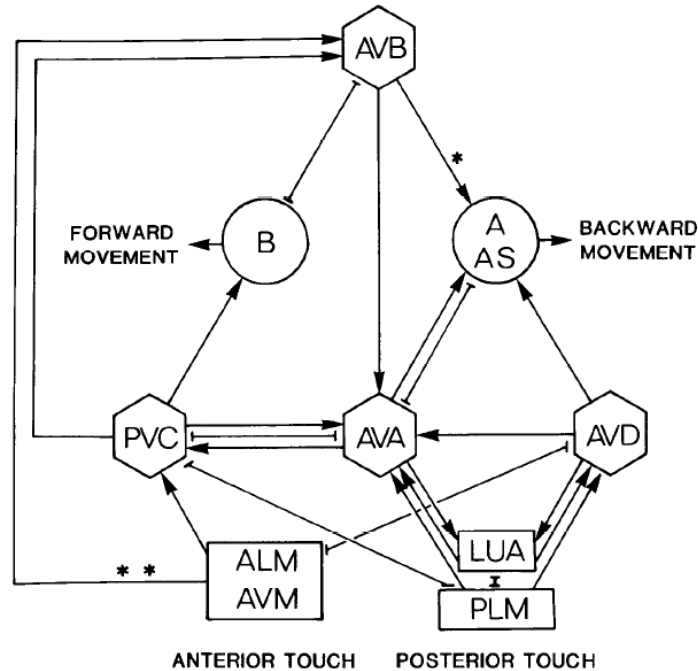 AVB
*
FORWARD
MOVEMENT
B
A
AS
BACKWARD
MOVEMENT
PVC
AVA
AVD
* *
ALM
AVM
LUA
PLM
ANTERIOR TOUCH
POSTERIOR TOUCH